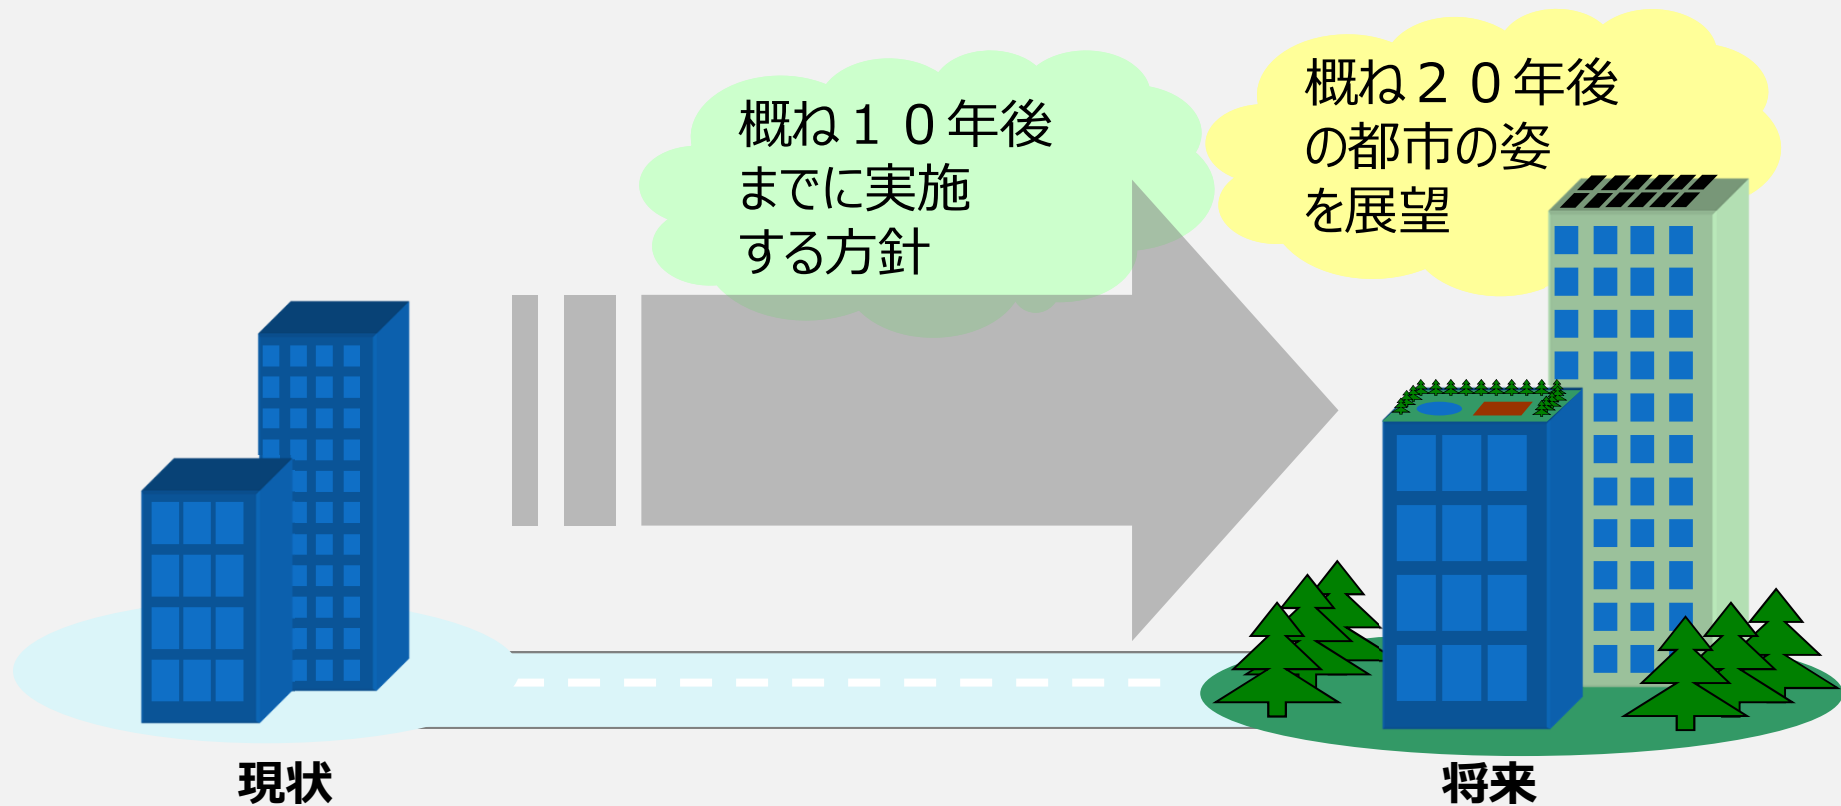 概ね１０年後
までに実施
する方針
概ね２０年後
の都市の姿
を展望
現状
将来